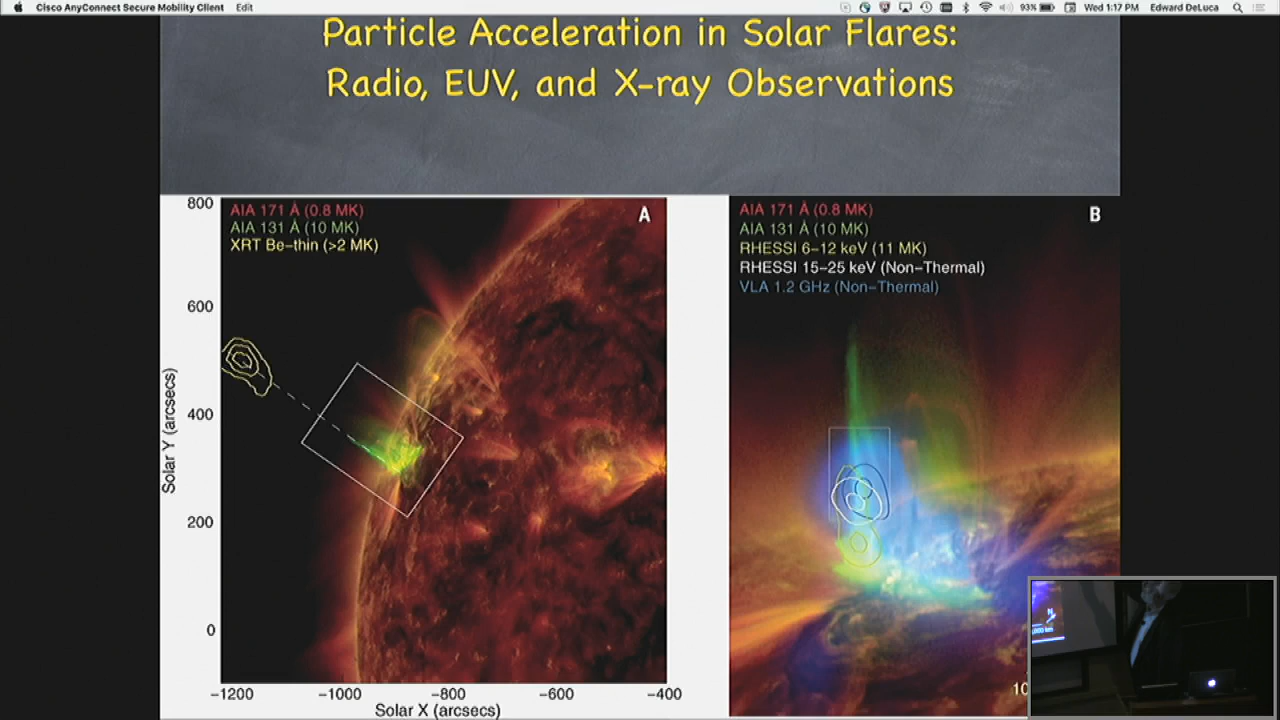 Cisco AnyConnect Secure Mobility Client Edit 93% Wed 1:17 PM Edward DeLuca
Particle Acceleration in Solar Flares:
Radio, EUV, and X-ray Observations
AIA 171 Å (0.8 MK)
AIA 131 Å (10 MK)
XRT Be-thin (>2 MK)
A
800
600
400
200
0
Solar Y (arcsecs)
-1200 -1000 -800 -600 -400
Solar X (arcsecs)
AIA 171 Å (0.8 MK)
AIA 131 Å (10 MK)
RHESSI 6-12 keV (11 MK)
RHESSI 15-25 keV (Non-Thermal)
VLA 1.2 GHz (Non-Thermal)
B
10
N